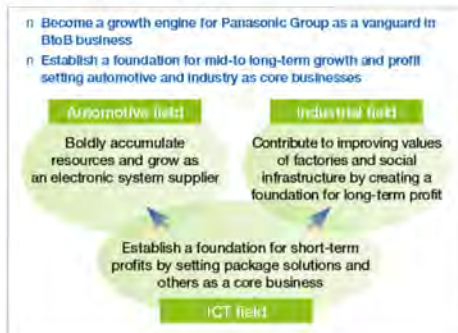 n Become a growth engine for Panasonic Group as a vanguard in
BtoB business
n Establish a foundation for mid-to long-term growth and profit
setting automotive and industry as core businesses
Automotive field
Boldly accumulate
resources and grow as
an electronic system supplier
Industrial field
Contribute to improving values
of factories and social
infrastructure by creating a
foundation for long-term profit
Establish a foundation for short-term
profits by setting package solutions and
others as a core business
ICT field